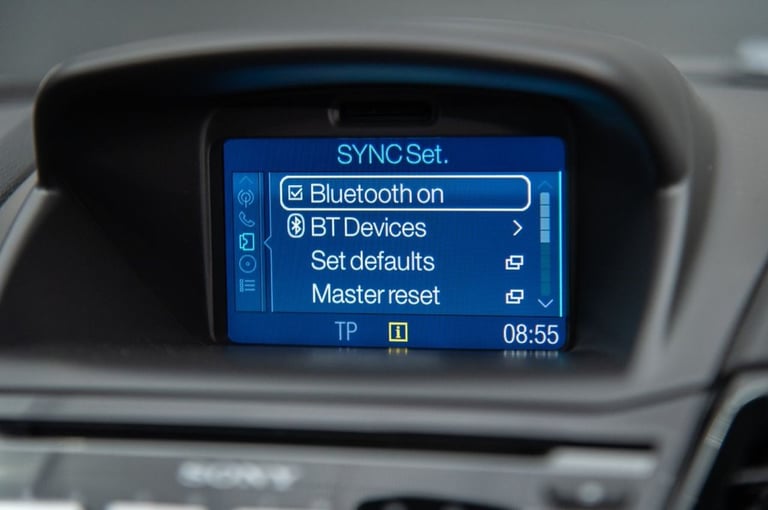 SYNC Set.
Bluetooth on
BT Devices
Set defaults
Master reset
TP
08:55
SONY